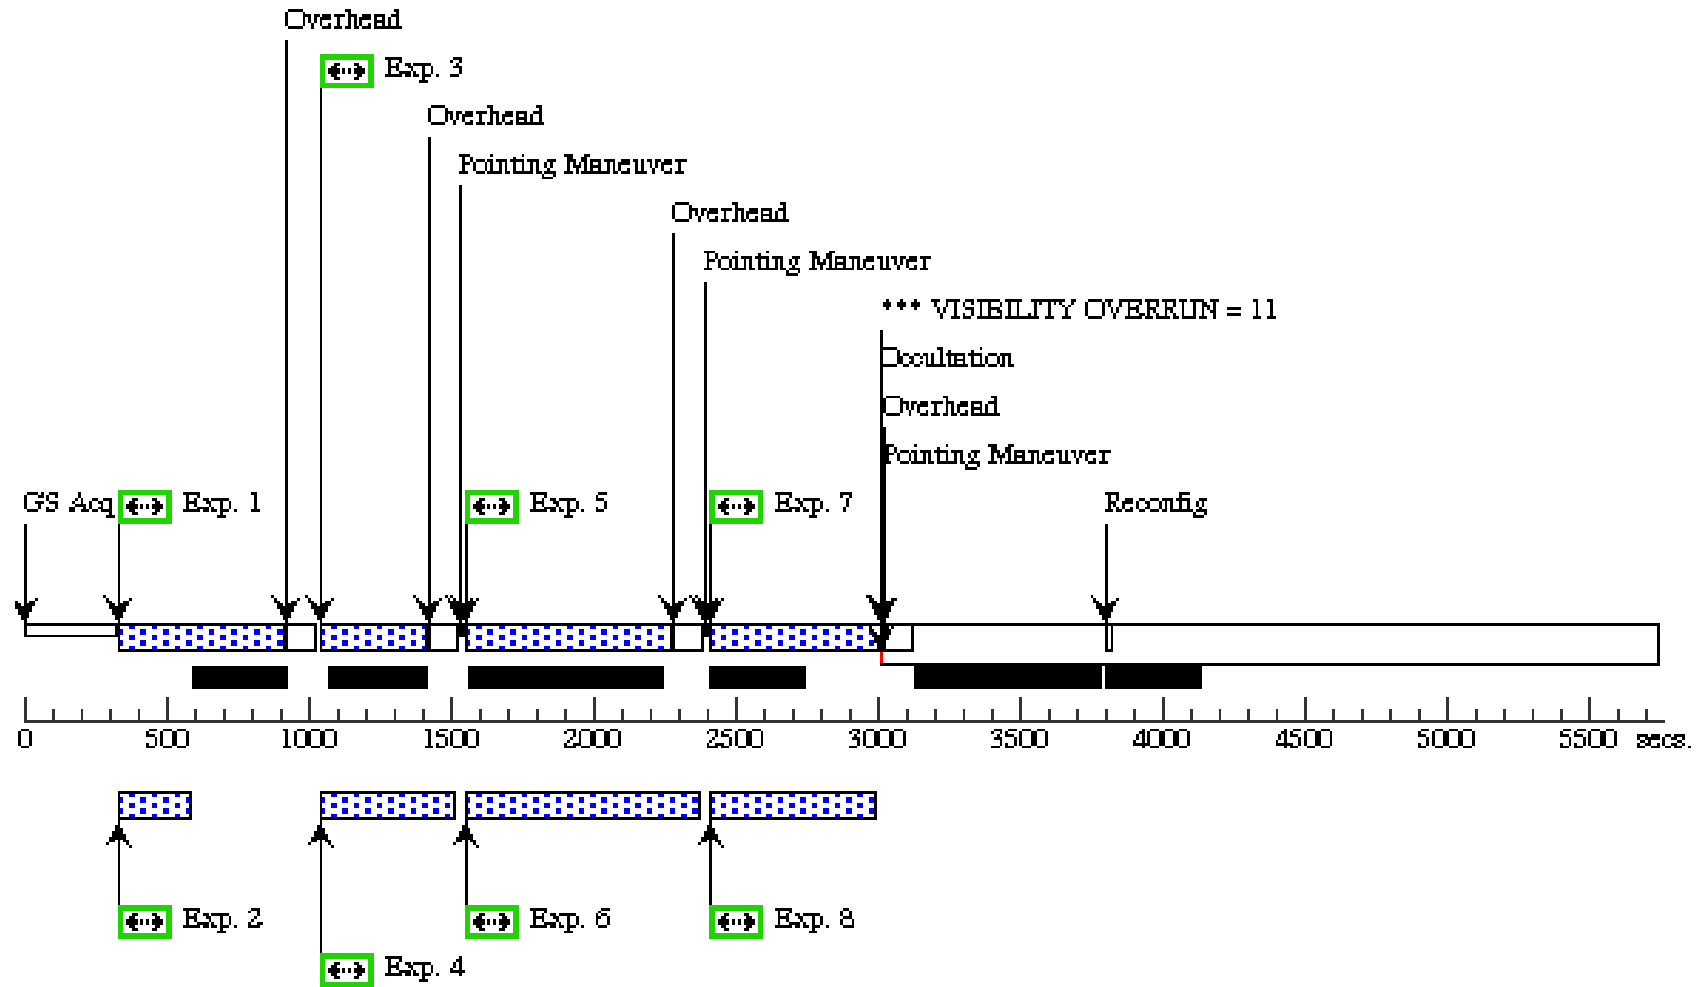 Overhead
Exp. 3
Overhead
Pointing Maneuver
Overhead
Pointing Maneuver
*** VISIBILITY OVERRUN = 11
Occultation
Overhead
Pointing Maneuver
GS Acq Exp. 1 Exp. 5 Exp. 7 Reconfig
0 500 1000 1500 2000 2500 3000 3500 4000 4500 5000 5500 secs.
Exp. 2 Exp. 6 Exp. 8
Exp. 4